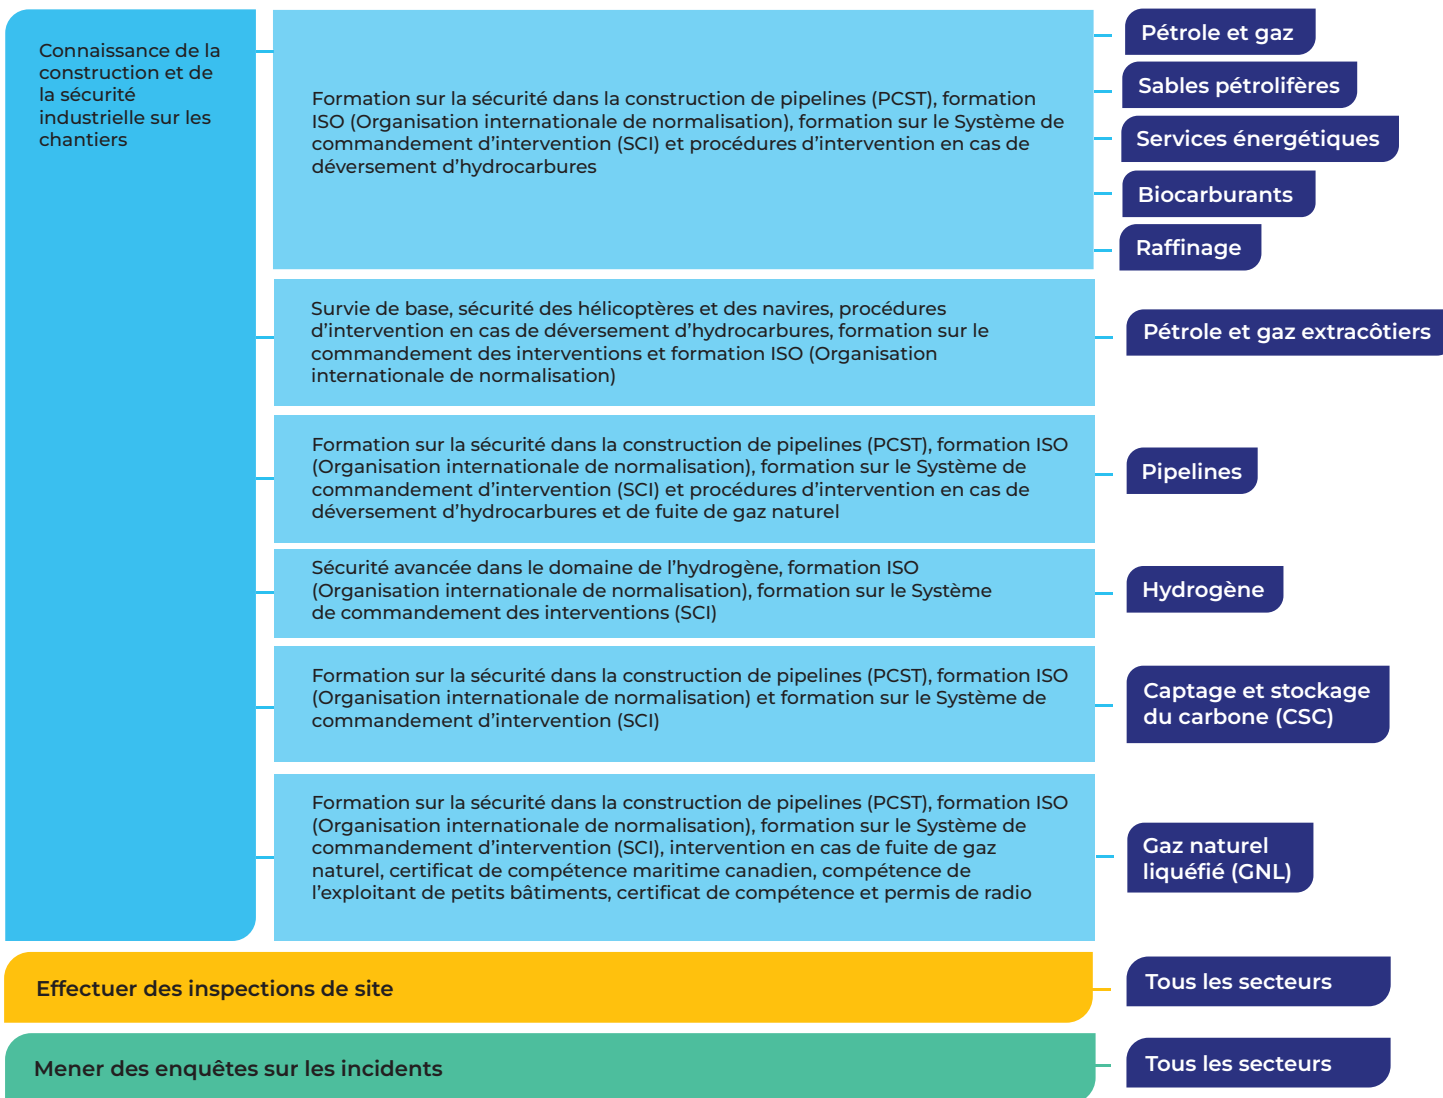 Connaissance de la
construction et de
la sécurité
industrielle sur les
chantiers
Formation sur la sécurité dans la construction de pipelines (PCST), formation
ISO (Organisation internationale de normalisation), formation sur le Système de
commandement d’intervention (SCI) et procédures d’intervention en cas de
déversement d’hydrocarbures
Pétrole et gaz
Sables pétrolifères
Services énergétiques
Biocarburants
Raffinage
Survie de base, sécurité des hélicoptères et des navires, procédures
d’intervention en cas de déversement d’hydrocarbures, formation sur le
commandement des interventions et formation ISO (Organisation
internationale de normalisation)
Pétrole et gaz extracôtiers
Formation sur la sécurité dans la construction de pipelines (PCST), formation ISO
(Organisation internationale de normalisation), formation sur le Système de
commandement d’intervention (SCI) et procédures d’intervention en cas de
déversement d’hydrocarbures et de fuite de gaz naturel
Pipelines
Sécurité avancée dans le domaine de l’hydrogène, formation ISO
(Organisation internationale de normalisation), formation sur le Système
de commandement des interventions (SCI)
Hydrogène
Formation sur la sécurité dans la construction de pipelines (PCST), formation ISO
(Organisation internationale de normalisation) et formation sur le Système de
commandement d’intervention (SCI)
Captage et stockage
du carbone (CSC)
Formation sur la sécurité dans la construction de pipelines (PCST), formation ISO
(Organisation internationale de normalisation), formation sur le Système de
commandement d’intervention (SCI), intervention en cas de fuite de gaz
naturel, certificat de compétence maritime canadien, compétence de
l’exploitant de petits bâtiments, certificat de compétence et permis de radio
Gaz naturel
liquéfié (GNL)
Effectuer des inspections de site
Tous les secteurs
Mener des enquêtes sur les incidents
Tous les secteurs